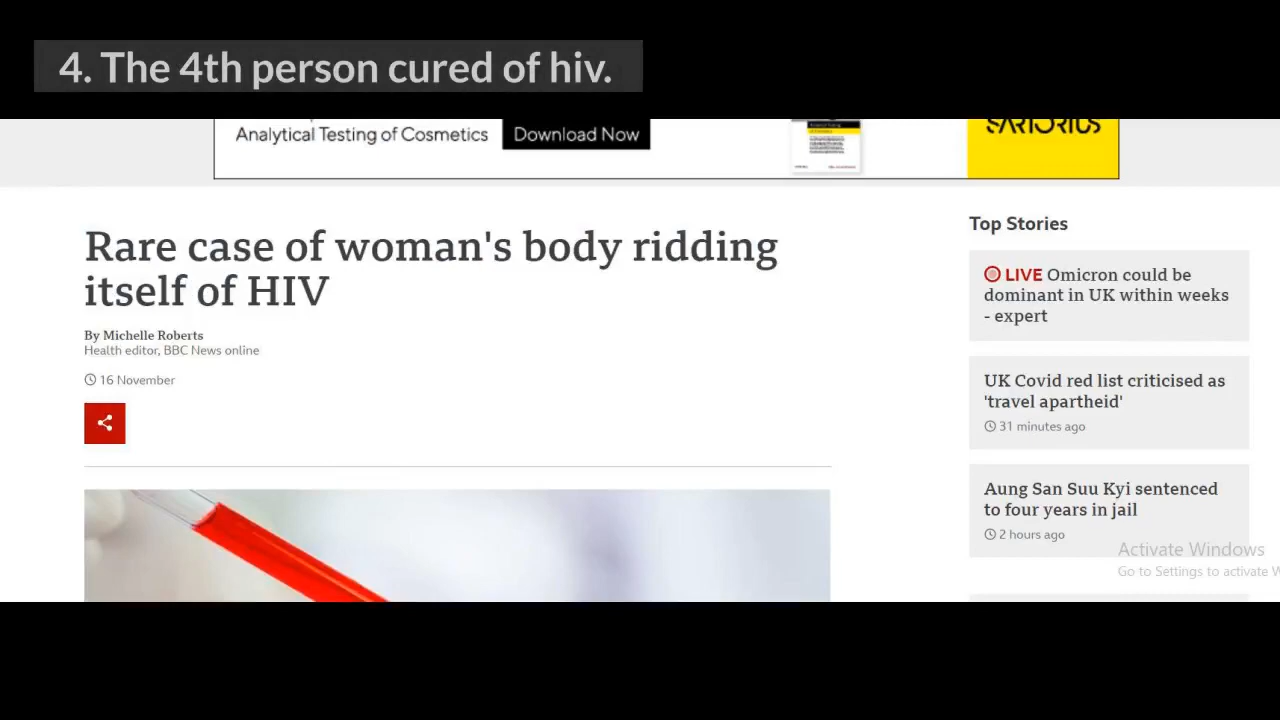 4. The 4th person cured of hiv.
Analytical Testing of Cosmetics
Download Now
SARTORIUS
Rare case of woman's body ridding
itself of HIV
By Michelle Roberts
Health editor, BBC News online
16 November
Top Stories
LIVE Omicron could be
dominant in UK within weeks
- expert
UK Covid red list criticised as
'travel apartheid'
31 minutes ago
Aung San Suu Kyi sentenced
to four years in jail
2 hours ago
Activate Windows
Go to Settings to activate W